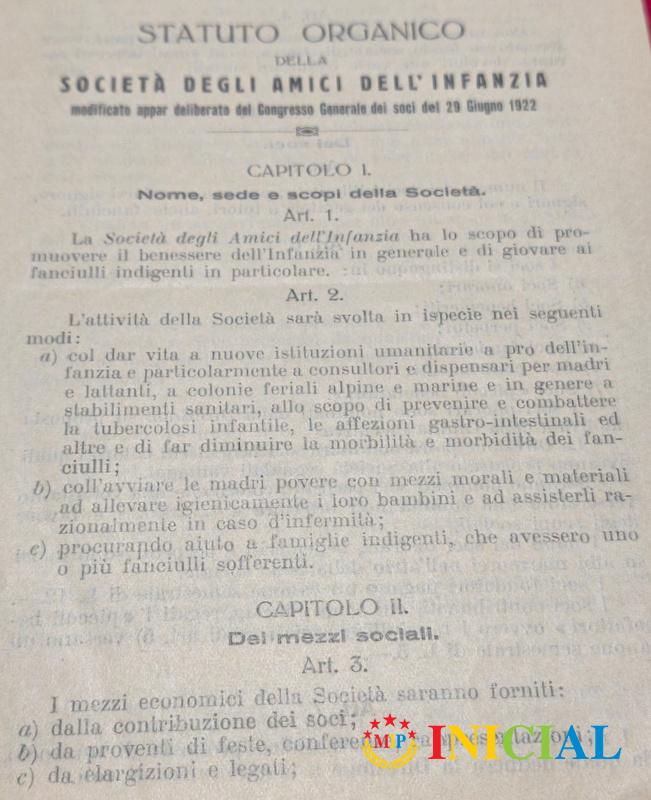 STATUTO ORGANICO
DELLA
SOCIETÀ DEGLI AMICI DELL'INFANZIA
modificato appar deliberato del Congresso Generale dei soci del 29 Giugno 1922
CAPITOLO I.
Nome, sede e scopi della Società.
Art. 1.
La Società degli Amici dell'Infanzia ha lo scopo di pro-
muovere il benessere dell'Infanzia in generale e di giovare ai
fanciulli indigenti in particolare.
Art. 2.
L'attività della Società sarà svolta in ispecie nei seguenti
modi:
a) col dar vita a nuove istituzioni umanitarie a pro dell'in-
fanzia e particolarmente a consultori e dispensari per madri
e lattanti, a colonie feriali alpine e marine e in genere a
stabilimenti sanitari, allo scopo di prevenire e combattere
la tubercolosi infantile, le affezioni gastro-intestinali ed
altre e di far diminuire la morbilità e morbidità dei fan-
ciulli;
b) coll'avviare le madri povere con mezzi morali e materiali
ad allevare igienicamente i loro bambini e ad assisterli ra-
zionalmente in caso d'infermità;
c) procurando aiuto a famiglie indigenti, che avessero uno
o più fanciulli sofferenti.
CAPITOLO II.
Dei mezzi sociali.
Art. 3.
I mezzi economici della Società saranno forniti:
a) dalla contribuzione dei soci;
b) da proventi di feste,
c) da elargizioni e legati;
MP INICIAL